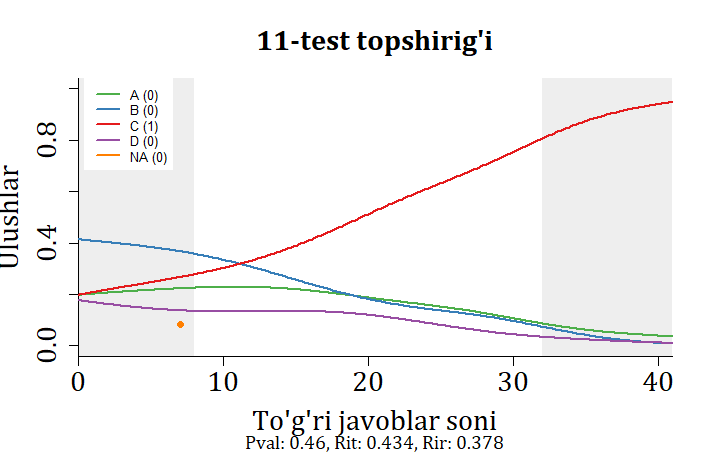 11-test topshirig'i
A (0)
B (0)
C (1)
D (0)
NA (0)
Ulushlar
0.0 0.4 0.8
0 10 20 30 40
To'g'ri javoblar soni
Pval: 0.46, Rit: 0.434, Rir: 0.378